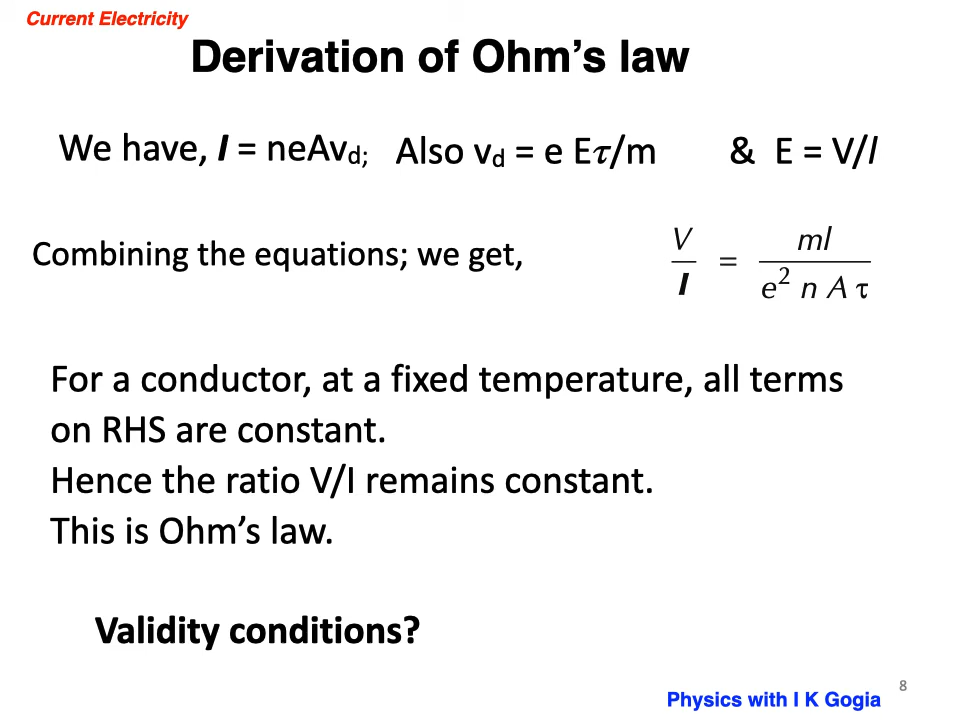 Current Electricity
Derivation of Ohm’s law
We have, I = neAvd; Also vd = e Eτ/m & E = V/l
Combining the equations; we get, V/I = ml/e² n A τ
For a conductor, at a fixed temperature, all terms
on RHS are constant.
Hence the ratio V/I remains constant.
This is Ohm’s law.
Validity conditions?
8
Physics with I K Gogia